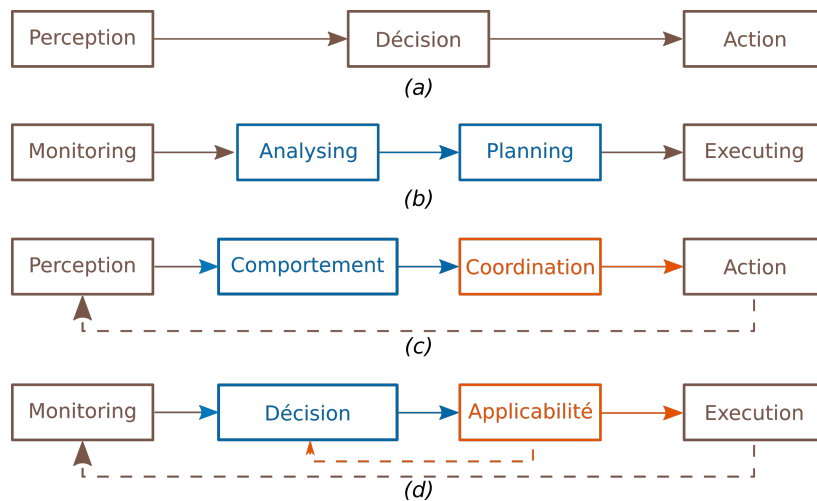 Perception Décision Action
(a)
Monitoring Analysing Planning Executing
(b)
Perception Comportement Coordination Action
(c)
Monitoring Décision Applicabilité Execution
(d)